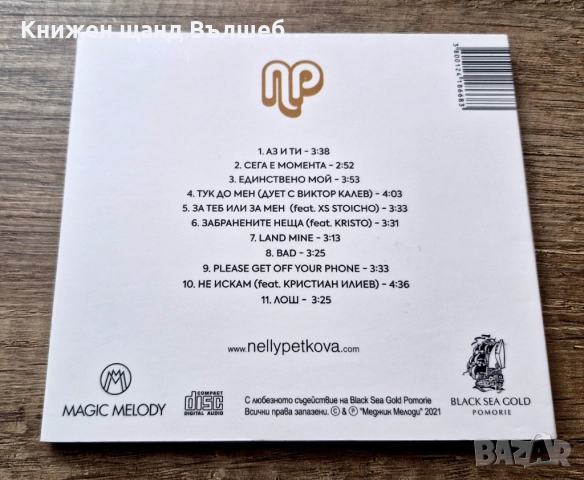 Книжен щанд Вълшеб
NP
3800124186683
1. АЗ И ТИ - 3:38
2. СЕГА Е МОМЕНТА - 2:52
3. ЕДИНСТВЕНО МОЙ - 3:53
4. ТУК ДО МЕН (ДУЕТ С ВИКТОР КАЛЕВ) - 4:03
5. ЗА ТЕБ ИЛИ ЗА МЕН (feat. XS STOICHO) - 3:33
6. ЗАБРАНЕНИТЕ НЕЩА (feat. KRISTO) - 3:31
7. LAND MINE - 3:13
8. BAD - 3:25
9. PLEASE GET OFF YOUR PHONE - 3:33
10. НЕ ИСКАМ (feat. КРИСТИАН ИЛИЕВ) - 4:36
11. ЛОШ - 3:25
www.nellypetkova.com
MAGIC MELODY
COMPACT
disc
DIGITAL AUDIO
С любезното съдействие на Black Sea Gold Pomorie
Всички права запазени. © & ℗ "Меджик Мелоди" 2021
BLACK SEA GOLD
POMORIE
BAZAR